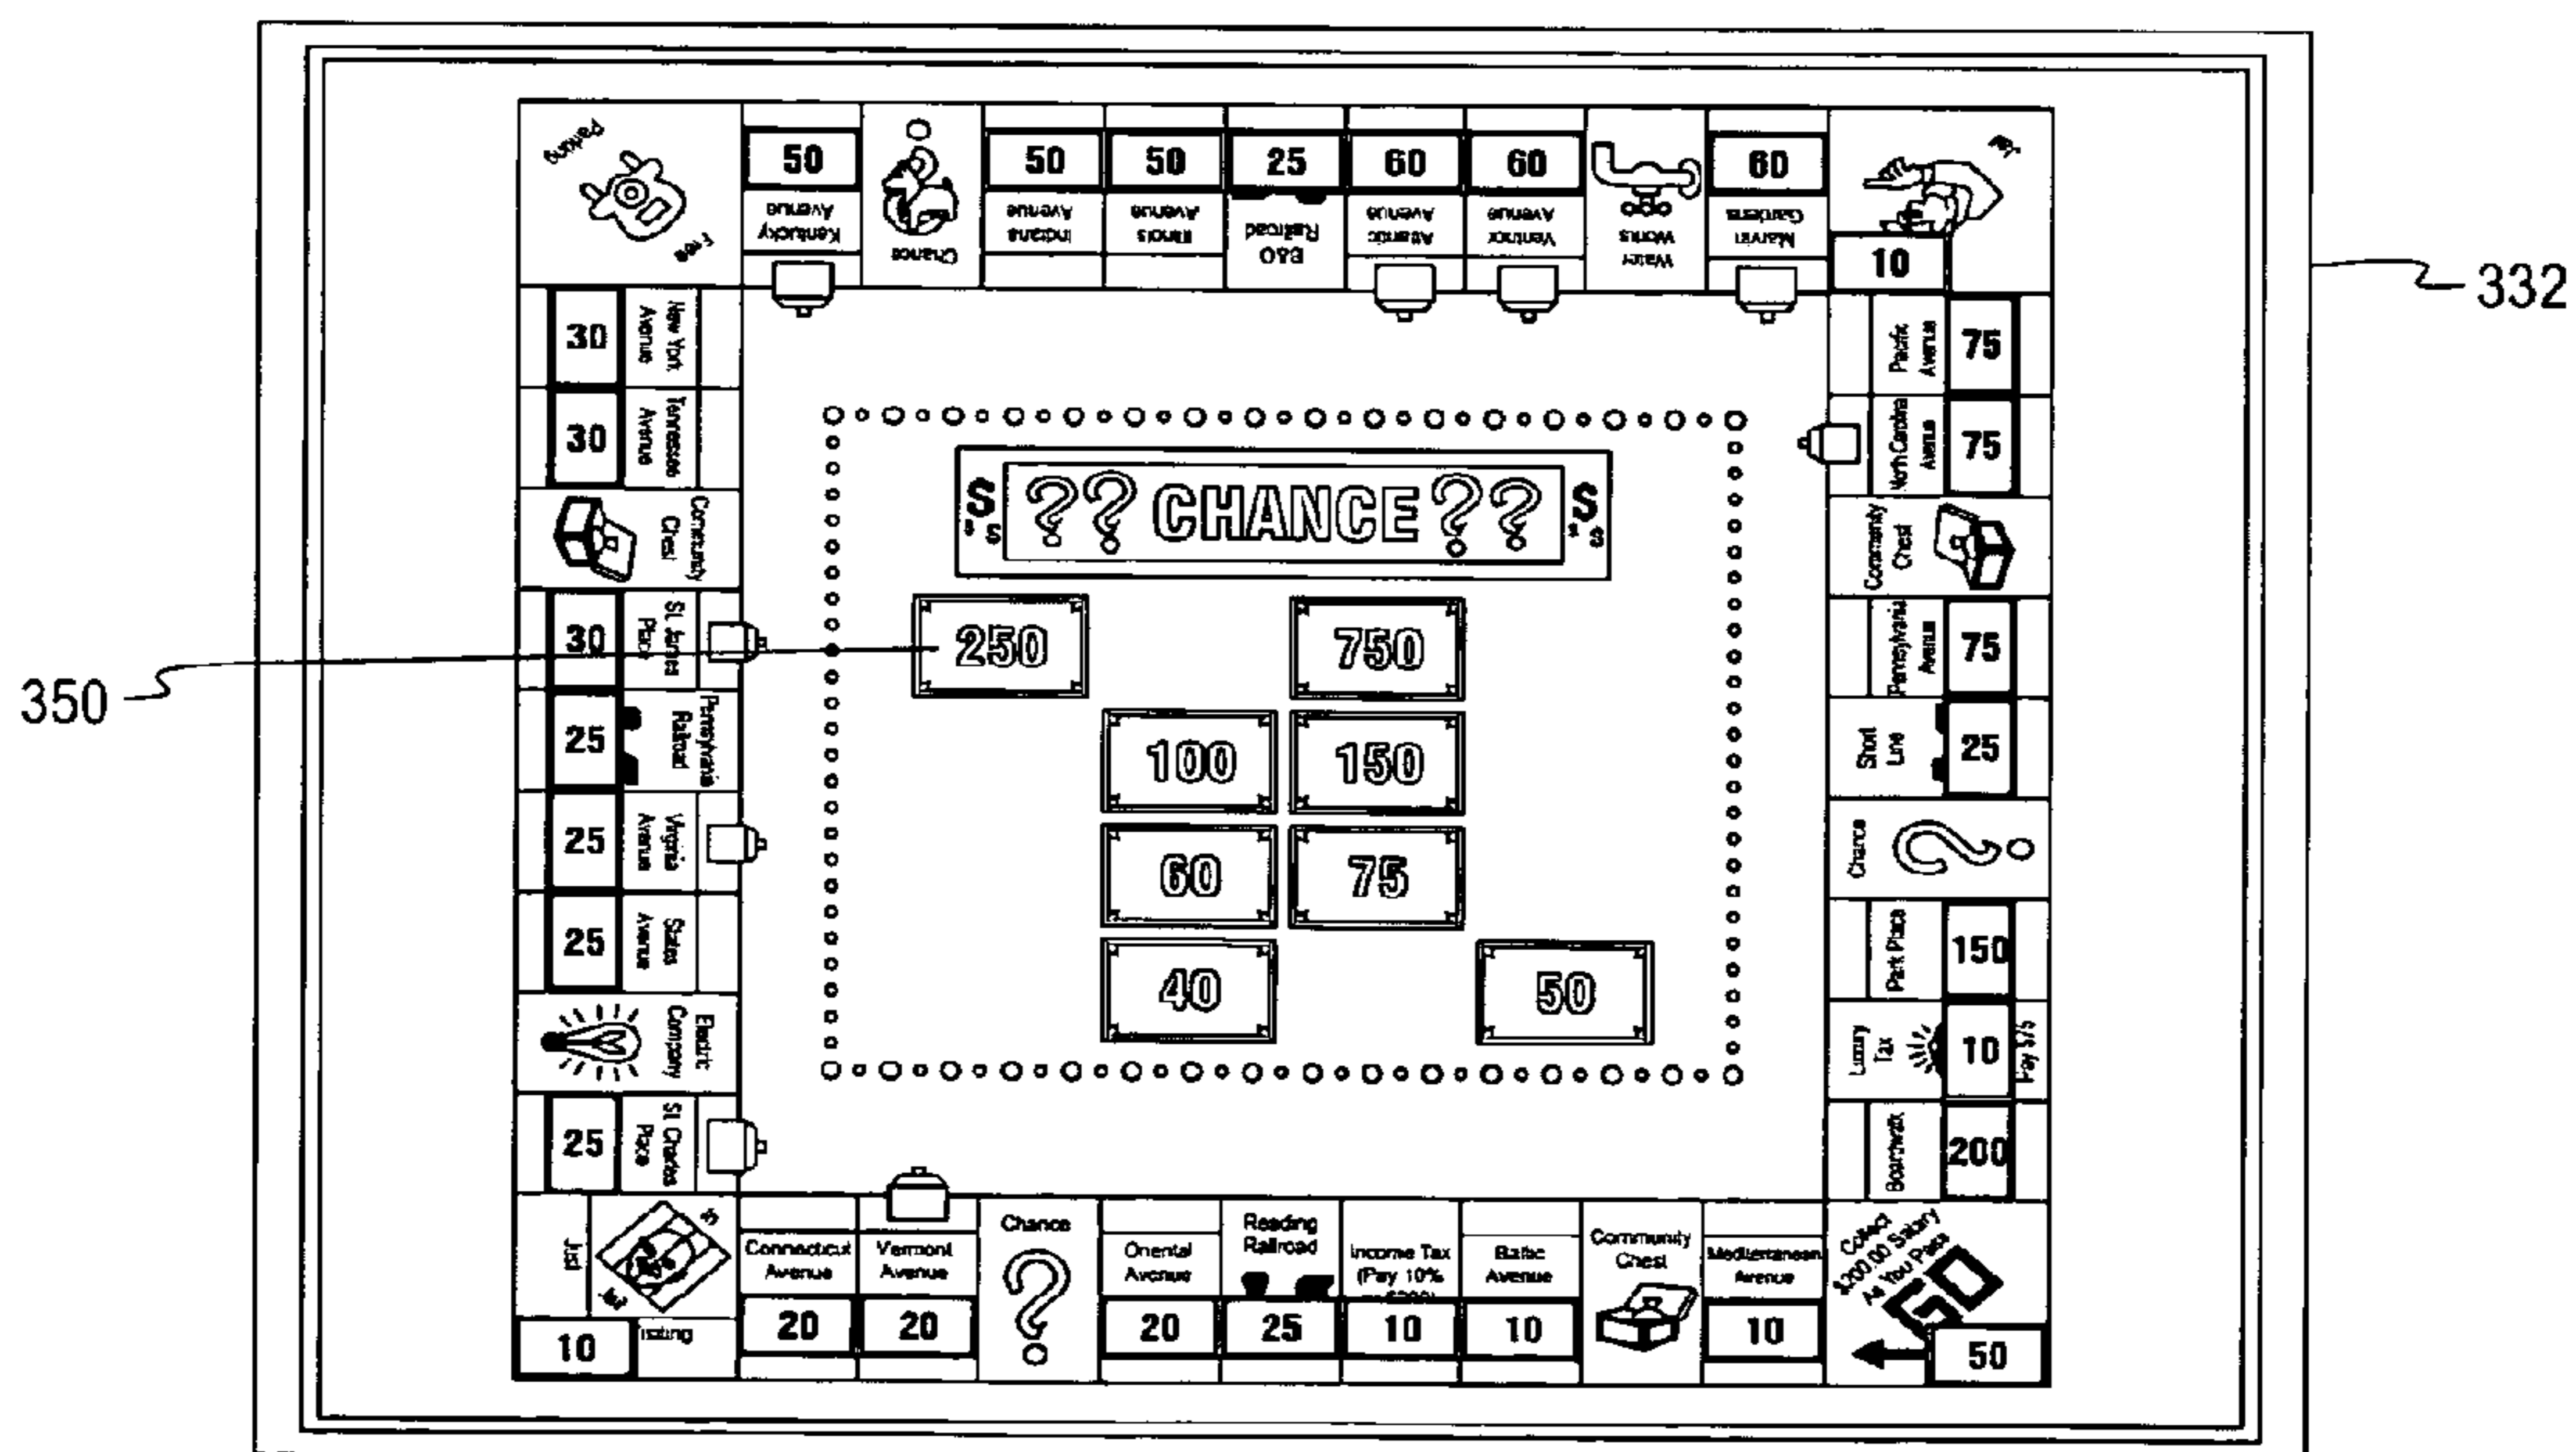 Parking
Free
50
Kentucky
Avenue
Chance
50
Indiana
Avenue
50
Illinois
Avenue
25
B&O
Railroad
60
Atlantic
Avenue
60
Ventnor
Avenue
Water
Works
60
Marvin
Gardens
10
332
30
New York
Avenue
30
Tennessee
Avenue
Community
Chest
30
St. James
Place
25
Pennsylvania
Railroad
25
Virginia
Avenue
25
States
Avenue
Electric
Company
25
St. Charles
Place
350
$ $ ?? CHANCE ?? $ $
250
750
100
150
60
75
40
50
Pacific
Avenue
75
North Carolina
Avenue
75
Community
Chest
Pennsylvania
Avenue
75
Short
Line
25
Chance
?
Park Place
150
Luxury
Tax
10
Pay $75
Boardwalk
200
Just
In
Jail
isiting
10
Connecticut
Avenue
20
Vermont
Avenue
20
Chance
?
Oriental
Avenue
20
Reading
Railroad
25
Income Tax
(Pay 10%
10
Baltic
Avenue
10
Community
Chest
Mediterranean
Avenue
10
Collect
$200.00 Salary
As You Pass
GO
50